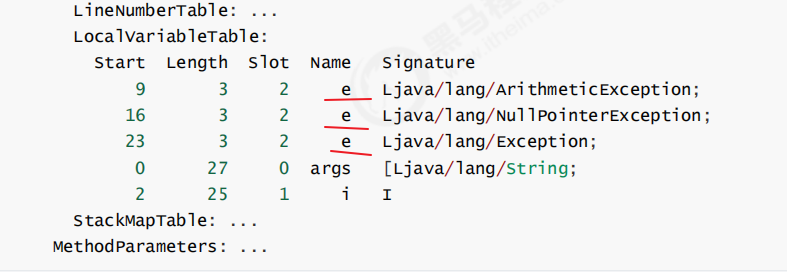 LineNumberTable: ...
LocalVariableTable:
Start Length Slot Name Signature
9 3 2 e Ljava/lang/ArithmeticException;
16 3 2 e Ljava/lang/NullPointerException;
23 3 2 e Ljava/lang/Exception;
0 27 0 args [Ljava/lang/String;
2 25 1 i I
StackMapTable: ...
MethodParameters: ...